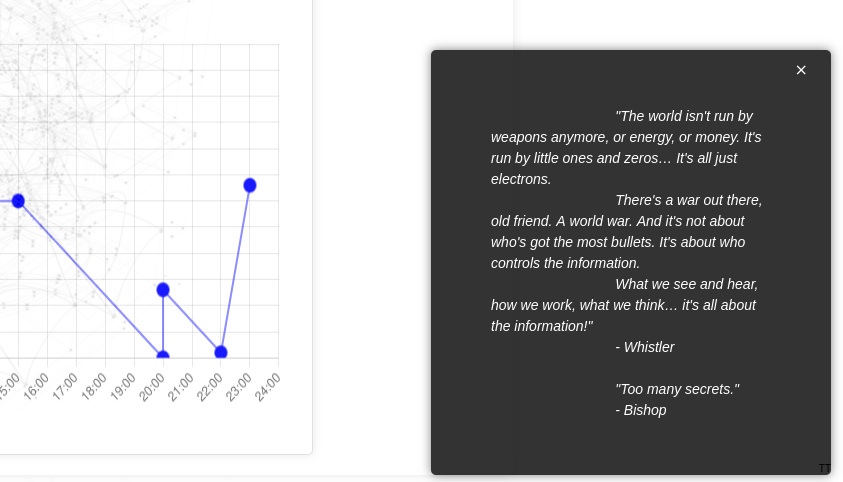 ×
"The world isn't run by
weapons anymore, or energy, or money. It's
run by little ones and zeros… It's all just
electrons.
There's a war out there,
old friend. A world war. And it's not about
who's got the most bullets. It's about who
controls the information.
What we see and hear,
how we work, what we think… it's all about
the information!"
- Whistler
"Too many secrets."
- Bishop
15:00 16:00 17:00 18:00 19:00 20:00 21:00 22:00 23:00 24:00
TT